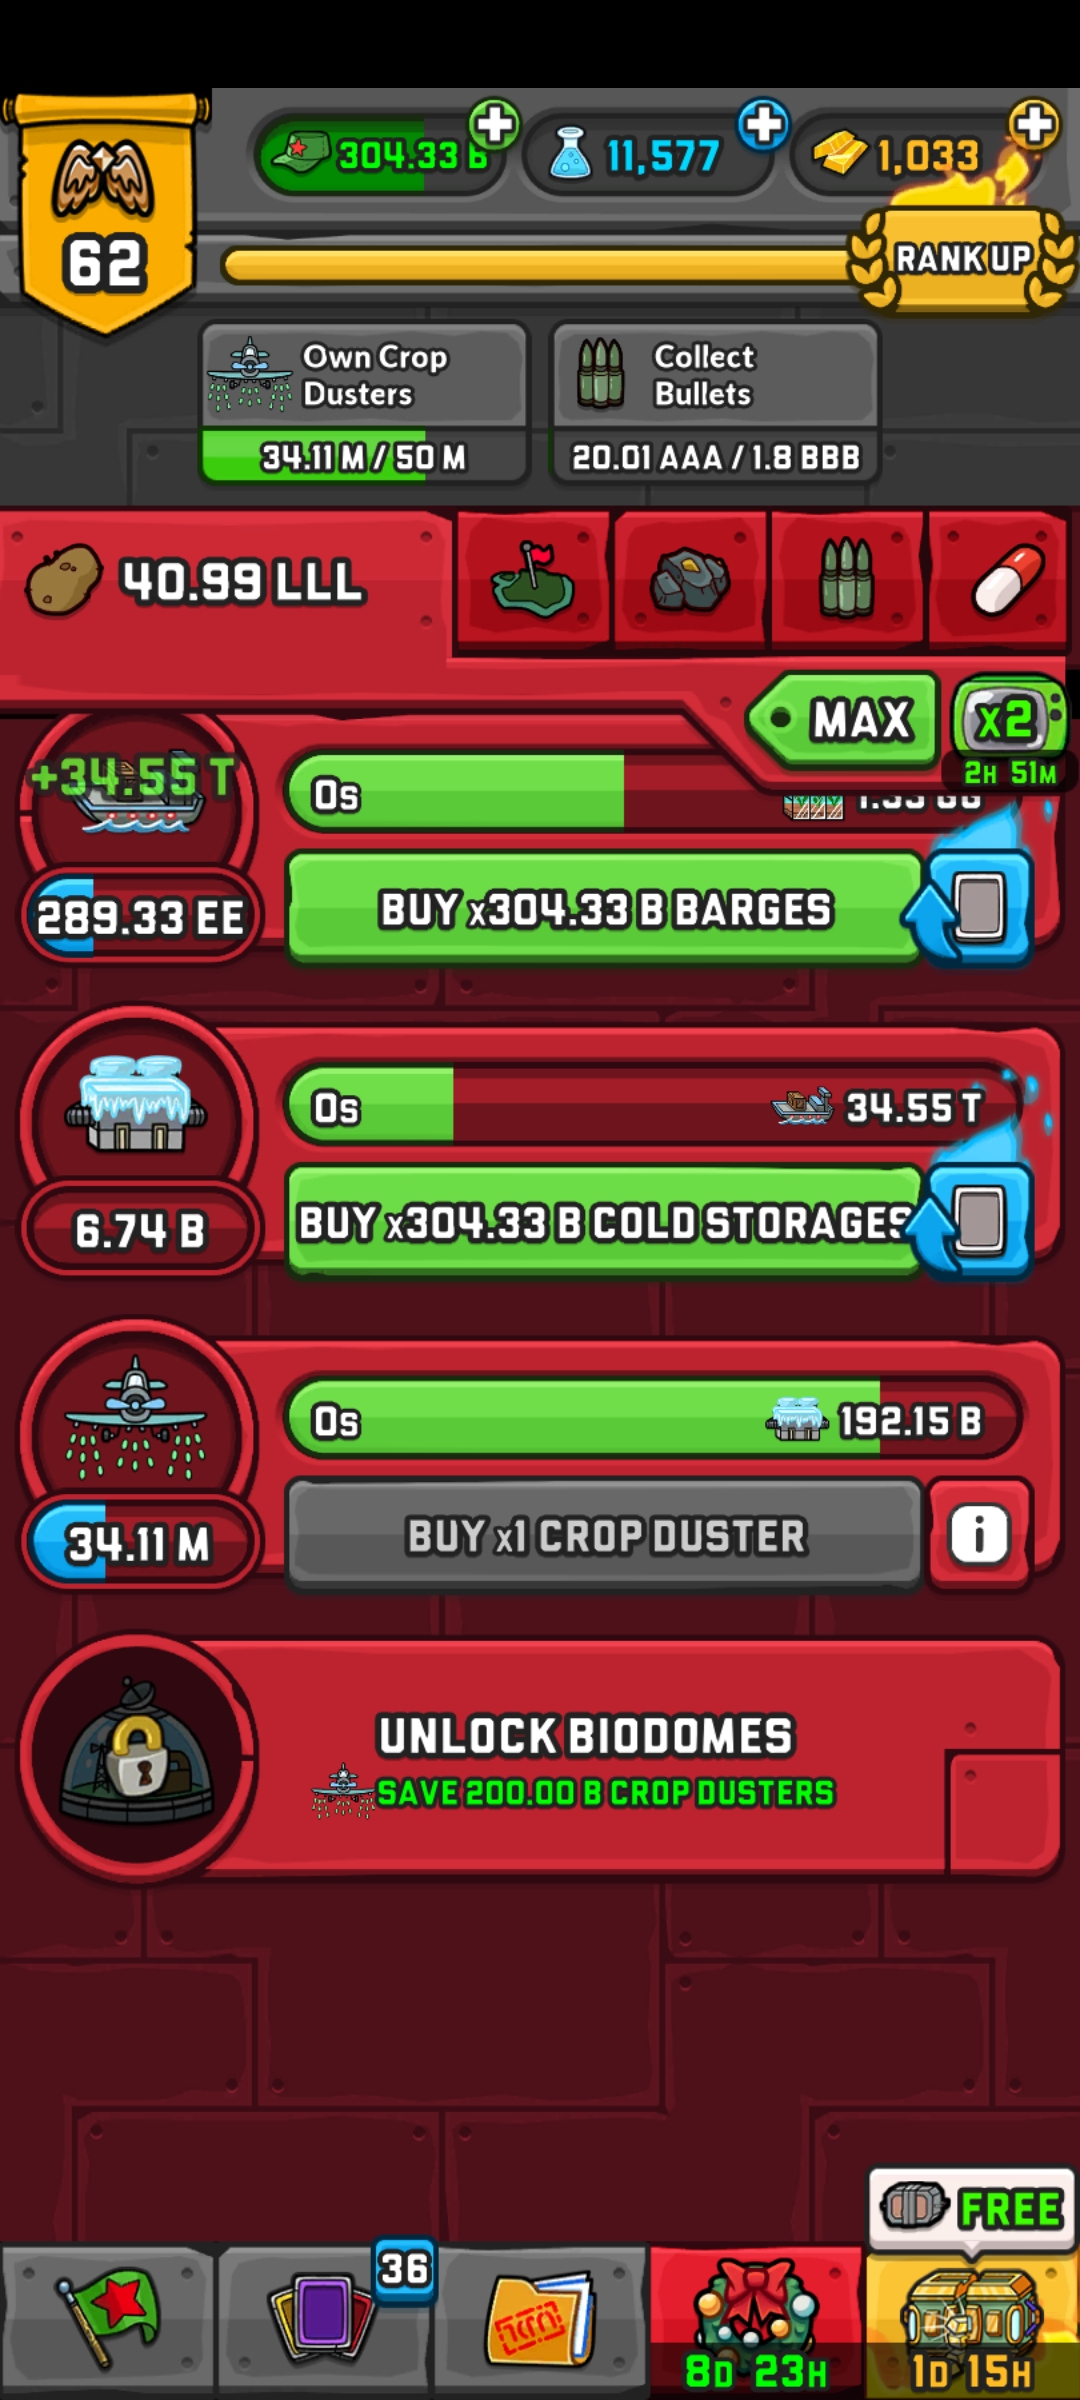 304.33 B
11,577
1,033
62
RANK UP
Own Crop
Dusters
34.11 M / 50 M
Collect
Bullets
20.01 AAA / 1.8 BBB
40.99 LLL
MAX
x2
2H 51M
+34.55 T
0s
289.33 EE
BUY x304.33 B BARGES
0s
34.55 T
6.74 B
BUY x304.33 B COLD STORAGES
0s
192.15 B
34.11 M
BUY x1 CROP DUSTER
i
UNLOCK BIODOMES
SAVE 200.00 B CROP DUSTERS
FREE
36
8D 23H
1D 15H